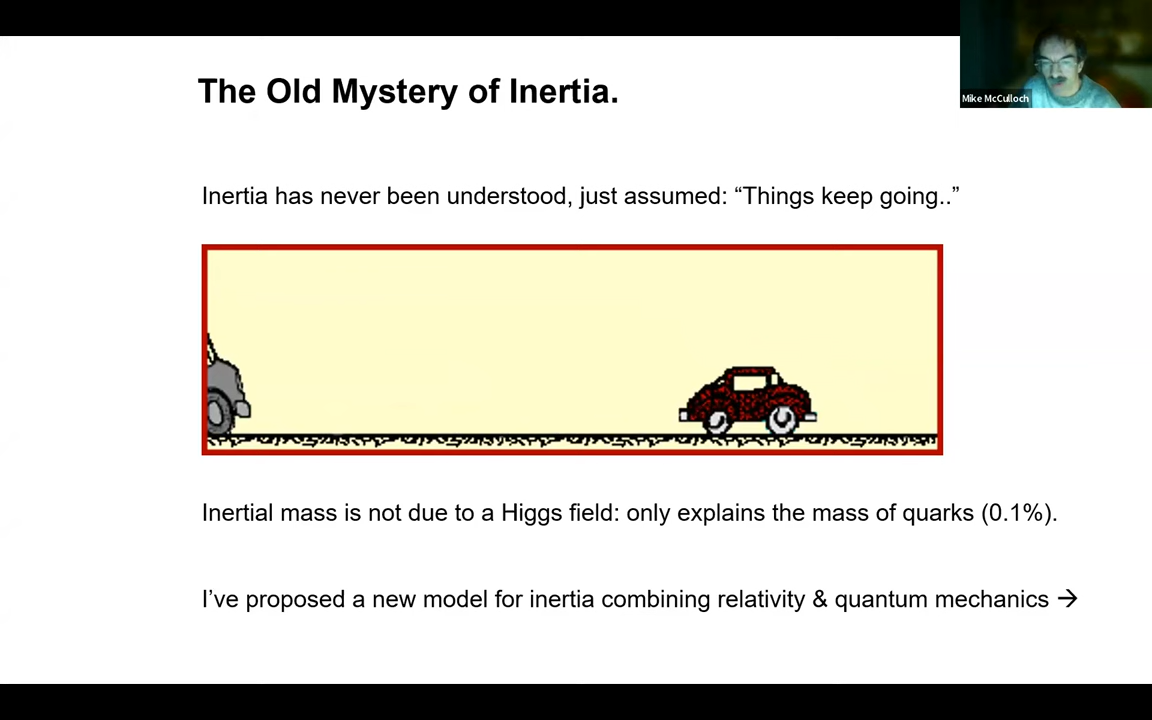 The Old Mystery of Inertia.
Mike McCulloch
Inertia has never been understood, just assumed: “Things keep going..”
Inertial mass is not due to a Higgs field: only explains the mass of quarks (0.1%).
I’ve proposed a new model for inertia combining relativity & quantum mechanics →